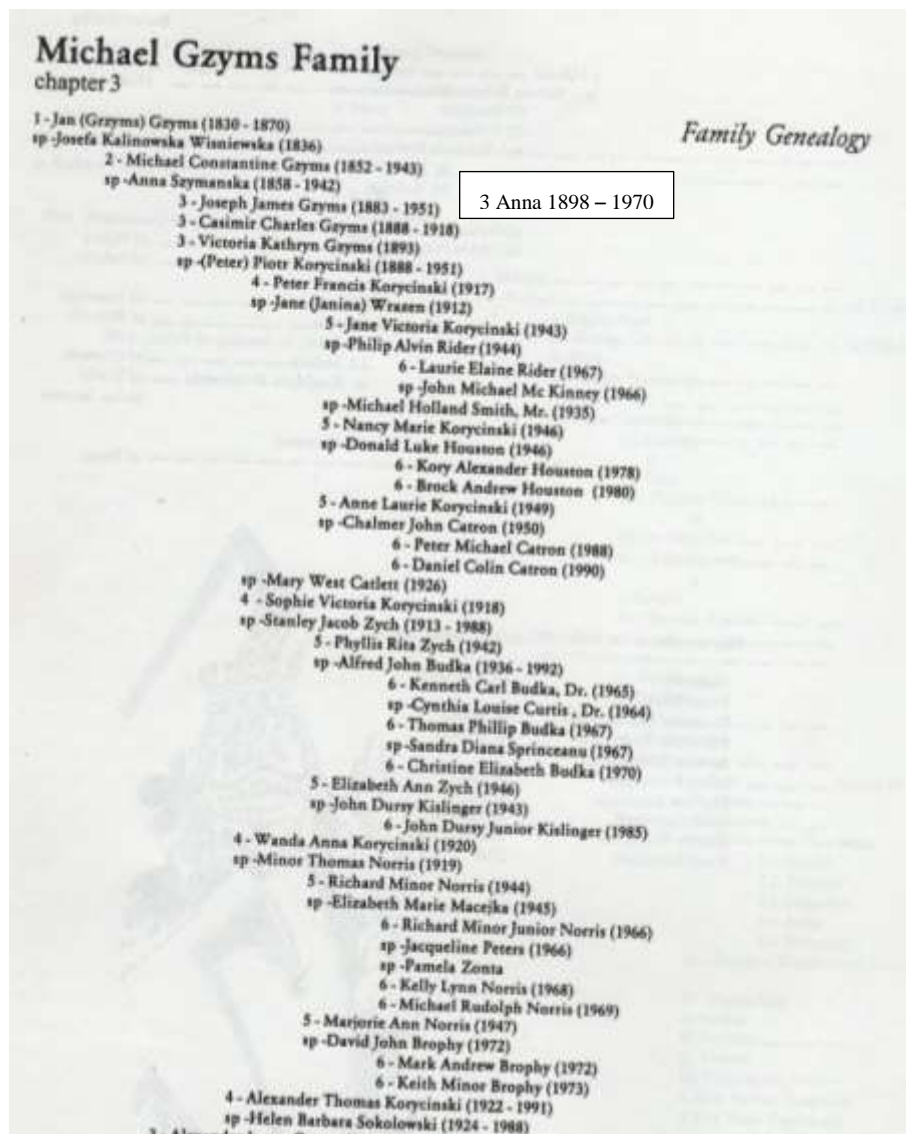 Michael Gzyms Family
chapter 3
Family Genealogy
1 - Jan (Grzyms) Gzyms (1830 - 1870)
sp -Josefa Kalinowska Wisniewska (1836)
2 - Michael Constantine Gzyms (1852 - 1943)
sp -Anna Szymanska (1858 - 1942)
3 - Joseph James Gzyms (1883 - 1951)
3 Anna 1898 – 1970
3 - Casimir Charles Gzyms (1888 - 1918)
3 - Victoria Kathryn Gzyms (1893)
sp -(Peter) Piotr Korycinski (1888 - 1951)
4 - Peter Francis Korycinski (1917)
sp -Jane (Janina) Wrazen (1912)
5 - Jane Victoria Korycinski (1943)
sp -Philip Alvin Rider (1944)
6 - Laurie Elaine Rider (1967)
sp -John Michael Mc Kinney (1966)
sp -Michael Holland Smith, Mr. (1935)
5 - Nancy Marie Korycinski (1946)
sp -Donald Luke Houston (1946)
6 - Kory Alexander Houston (1978)
6 - Brock Andrew Houston (1980)
5 - Anne Laurie Korycinski (1949)
sp -Chalmer John Catron (1950)
6 - Peter Michael Catron (1988)
6 - Daniel Colin Catron (1990)
sp -Mary West Catlett (1926)
4 - Sophie Victoria Korycinski (1918)
sp -Stanley Jacob Zych (1913 - 1988)
5 - Phyllis Rita Zych (1942)
sp -Alfred John Budka (1936 - 1992)
6 - Kenneth Carl Budka, Dr. (1965)
sp -Cynthia Louise Curtis , Dr. (1964)
6 - Thomas Phillip Budka (1967)
sp -Sandra Diana Sprinceanu (1967)
6 - Christine Elizabeth Budka (1970)
5 - Elizabeth Ann Zych (1946)
sp -John Dursy Kislinger (1943)
6 - John Dursy Junior Kislinger (1985)
4 - Wanda Anna Korycinski (1920)
sp -Minor Thomas Norris (1919)
5 - Richard Minor Norris (1944)
sp -Elizabeth Marie Macejka (1945)
6 - Richard Minor Junior Norris (1966)
sp -Jacqueline Peters (1966)
sp -Pamela Zonta
6 - Kelly Lynn Norris (1968)
6 - Michael Rudolph Norris (1969)
5 - Marjorie Ann Norris (1947)
sp -David John Brophy (1972)
6 - Mark Andrew Brophy (1972)
6 - Keith Minor Brophy (1973)
4 - Alexander Thomas Korycinski (1922 - 1991)
sp -Helen Barbara Sokolowski (1924 - 1988)